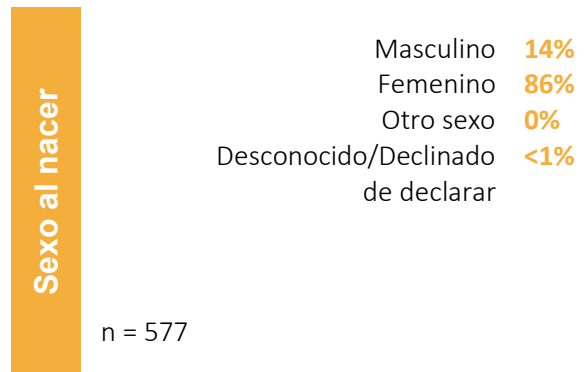 Sexo al nacer
Masculino 14%
Femenino 86%
Otro sexo 0%
Desconocido/Declinado <1%
de declarar
n = 577